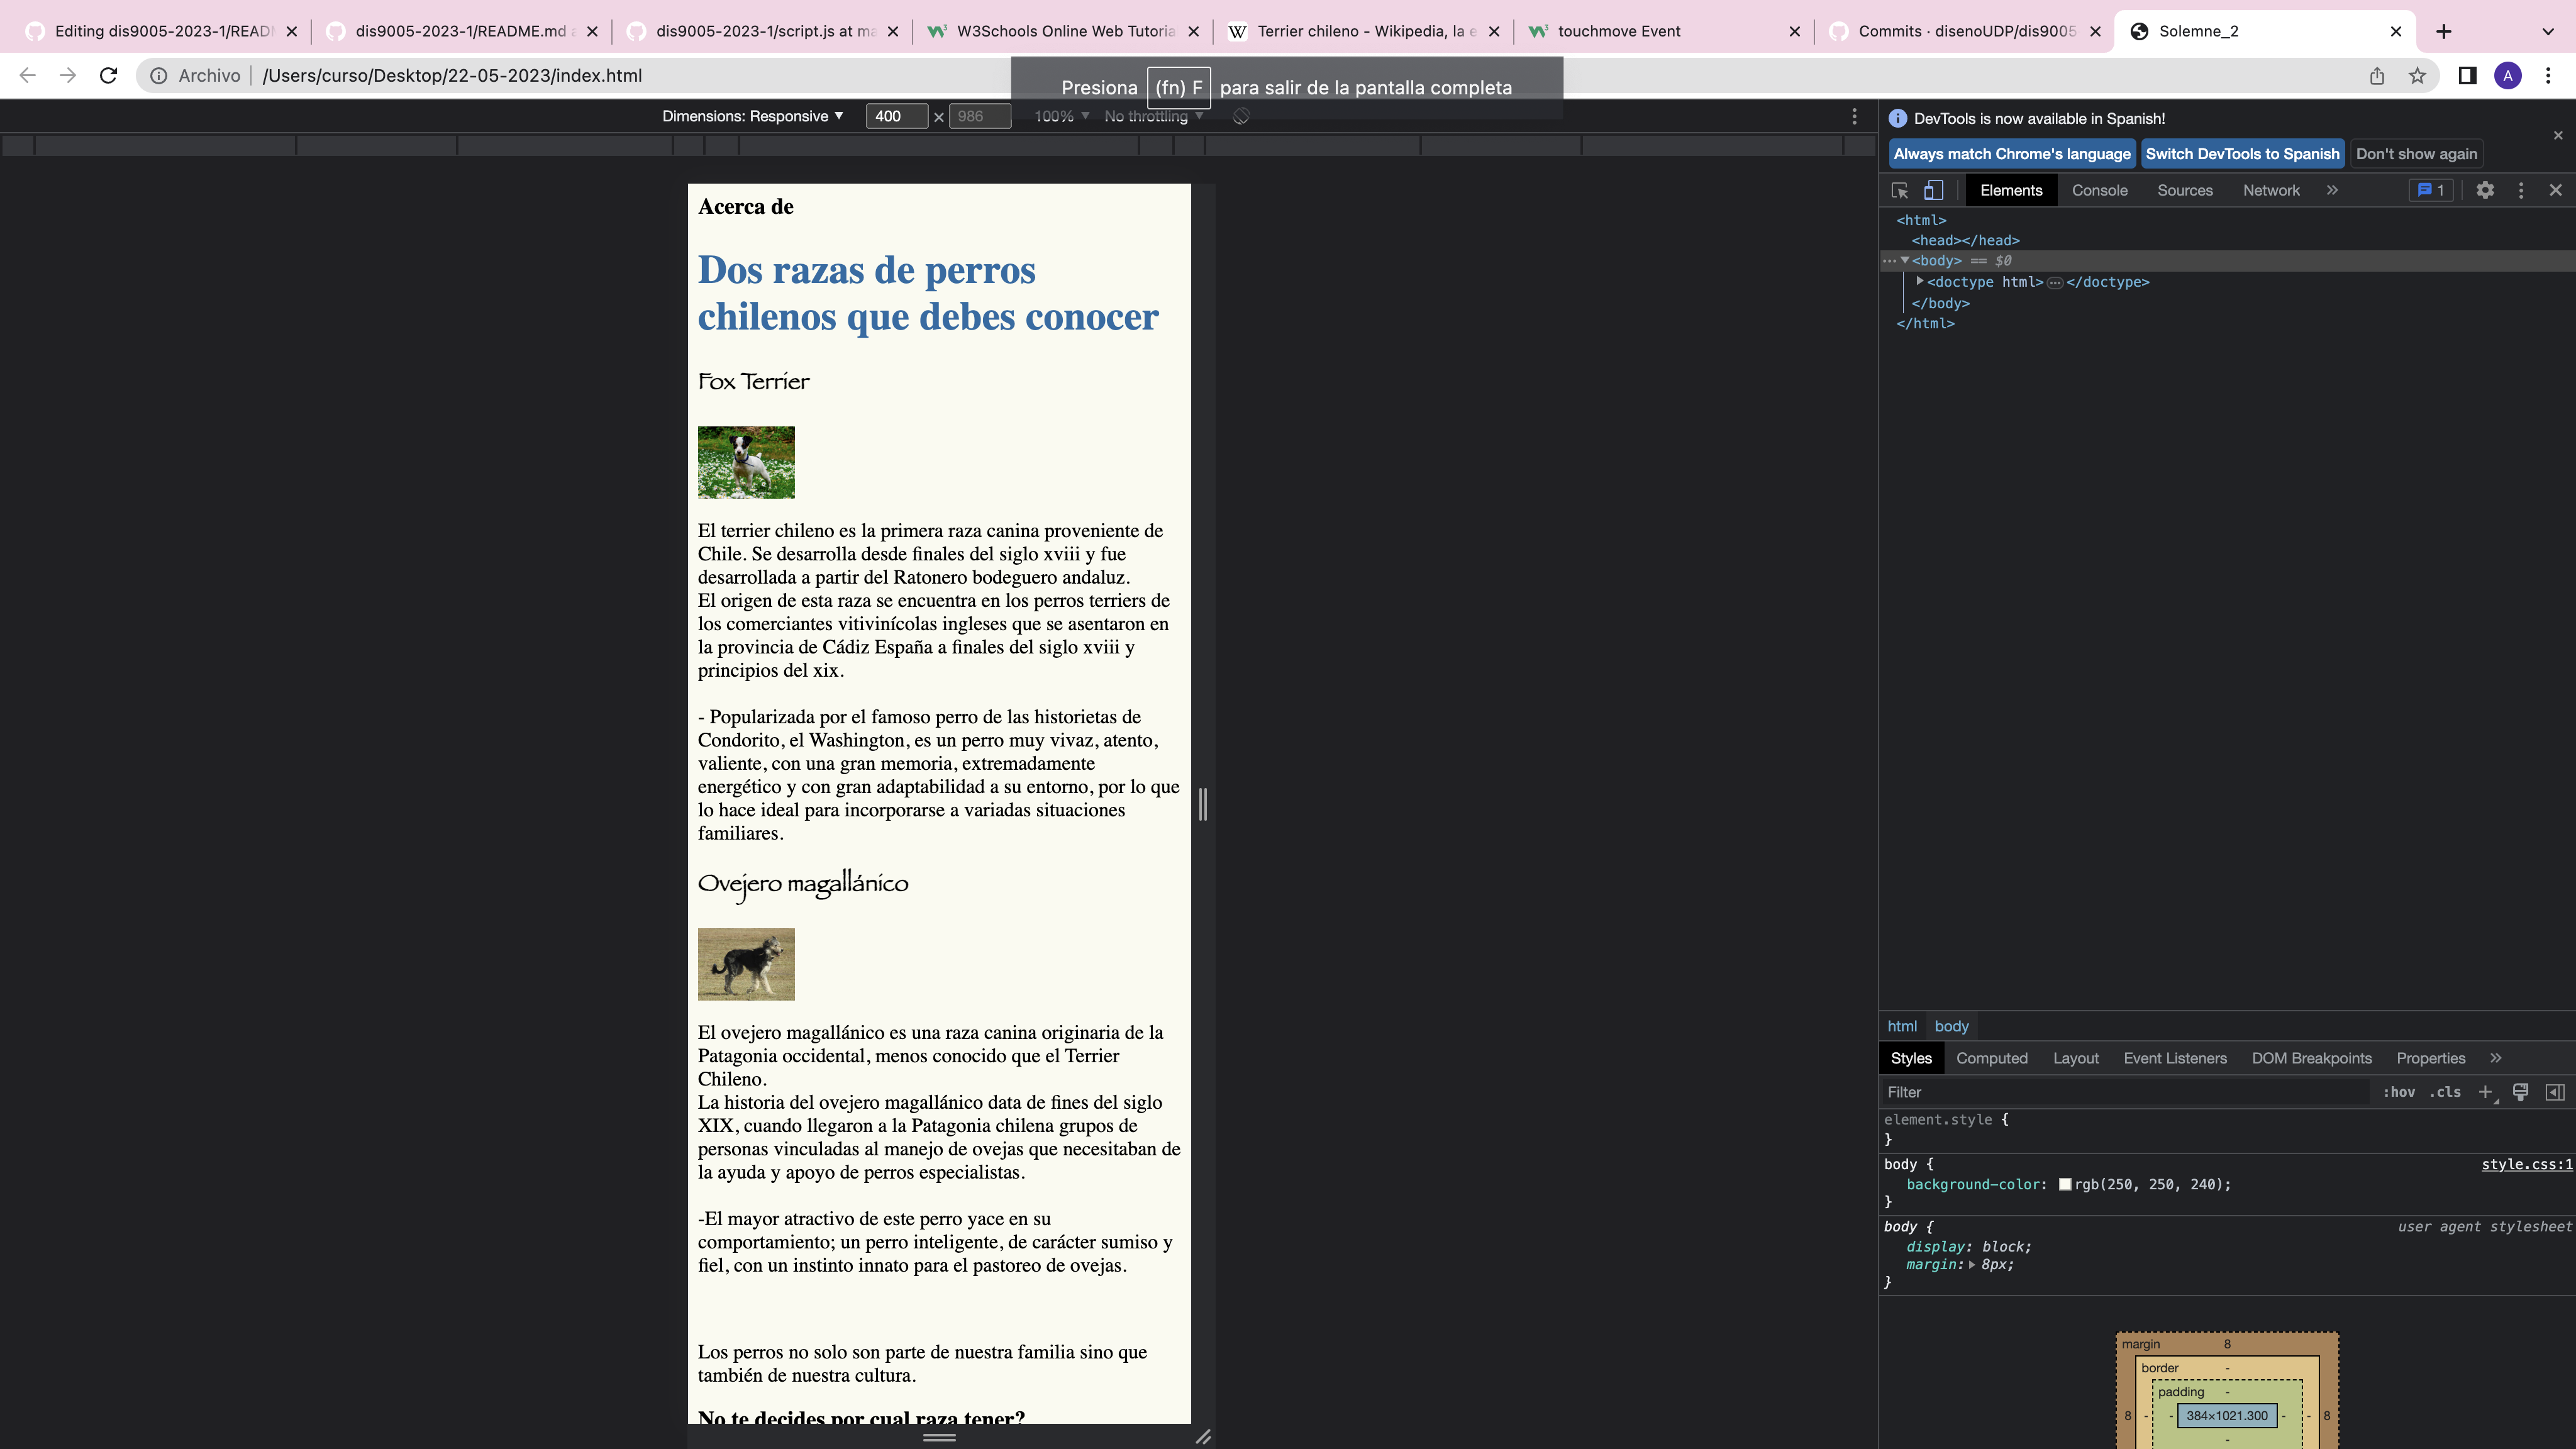 Editing dis9005-2023-1/READ
dis9005-2023-1/README.md
dis9005-2023-1/script.js at ma
W3Schools Online Web Tutoria
Terrier chileno - Wikipedia, la e
touchmove Event
Commits · disenoUDP/dis9005
Solemne_2
Archivo
/Users/curso/Desktop/22-05-2023/index.html
A
Presiona (fn) F para salir de la pantalla completa
Dimensions: Responsive
400 × 986
100%
No throttling
Acerca de
Dos razas de perros
chilenos que debes conocer
Fox Terrier
El terrier chileno es la primera raza canina proveniente de
Chile. Se desarrolla desde finales del siglo xviii y fue
desarrollada a partir del Ratonero bodeguero andaluz.
El origen de esta raza se encuentra en los perros terriers de
los comerciantes vitivinícolas ingleses que se asentaron en
la provincia de Cádiz España a finales del siglo xviii y
principios del xix.
- Popularizada por el famoso perro de las historietas de
Condorito, el Washington, es un perro muy vivaz, atento,
valiente, con una gran memoria, extremadamente
energético y con gran adaptabilidad a su entorno, por lo que
lo hace ideal para incorporarse a variadas situaciones
familiares.
Ovejero magallánico
El ovejero magallánico es una raza canina originaria de la
Patagonia occidental, menos conocido que el Terrier
Chileno.
La historia del ovejero magallánico data de fines del siglo
XIX, cuando llegaron a la Patagonia chilena grupos de
personas vinculadas al manejo de ovejas que necesitaban de
la ayuda y apoyo de perros especialistas.
-El mayor atractivo de este perro yace en su
comportamiento; un perro inteligente, de carácter sumiso y
fiel, con un instinto innato para el pastoreo de ovejas.
Los perros no solo son parte de nuestra familia sino que
también de nuestra cultura.
No te decides por cual raza tener?
DevTools is now available in Spanish!
Always match Chrome's language
Switch DevTools to Spanish
Don't show again
Elements
Console
Sources
Network
1
<html>
<head></head>
<body> == $0
<doctype html>…</doctype>
</body>
</html>
html
body
Styles
Computed
Layout
Event Listeners
DOM Breakpoints
Properties
Filter
:hov
.cls
element.style {
}
body {
style.css:1
background-color: rgb(250, 250, 240);
}
body {
user agent stylesheet
display: block;
margin: 8px;
}
margin
8
border
-
padding
-
8
-
-
384×1021.300
-
-
8
-